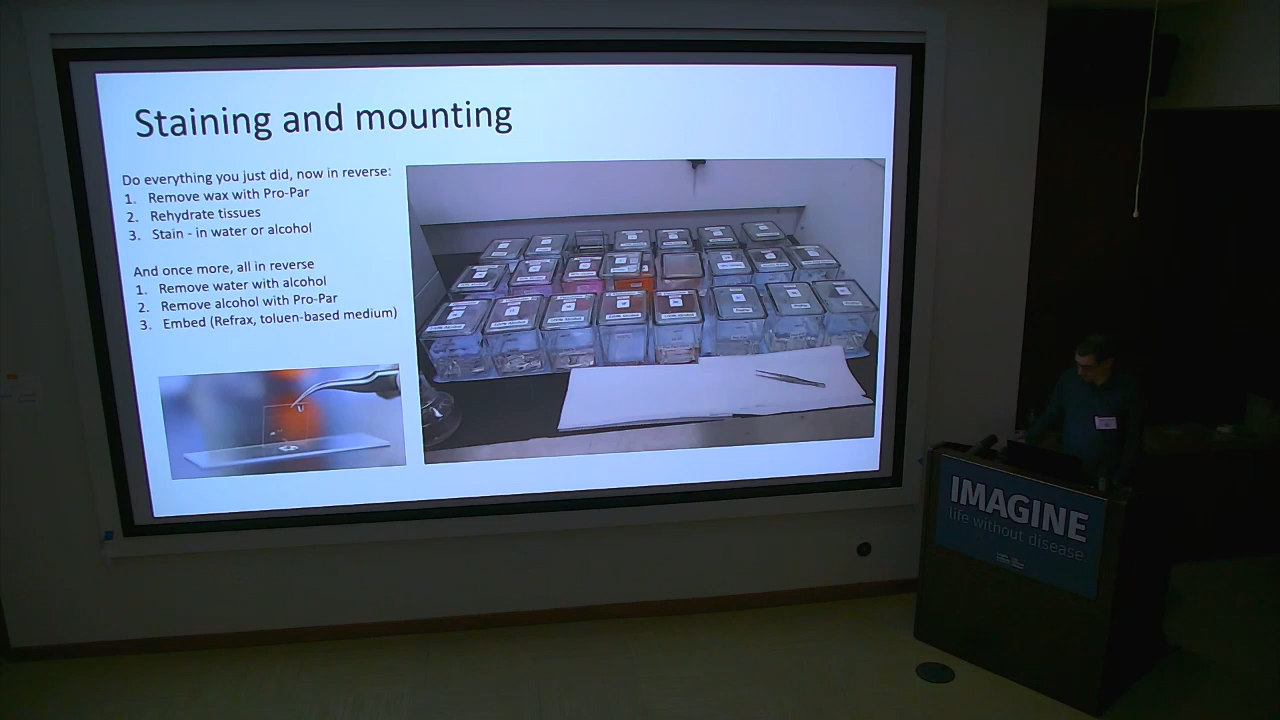 Staining and mounting
Do everything you just did, now in reverse:
1. Remove wax with Pro-Par
2. Rehydrate tissues
3. Stain - in water or alcohol
And once more, all in reverse
1. Remove water with alcohol
2. Remove alcohol with Pro-Par
3. Embed (Refrax, toluen-based medium)
IMAGINE
life without disease.